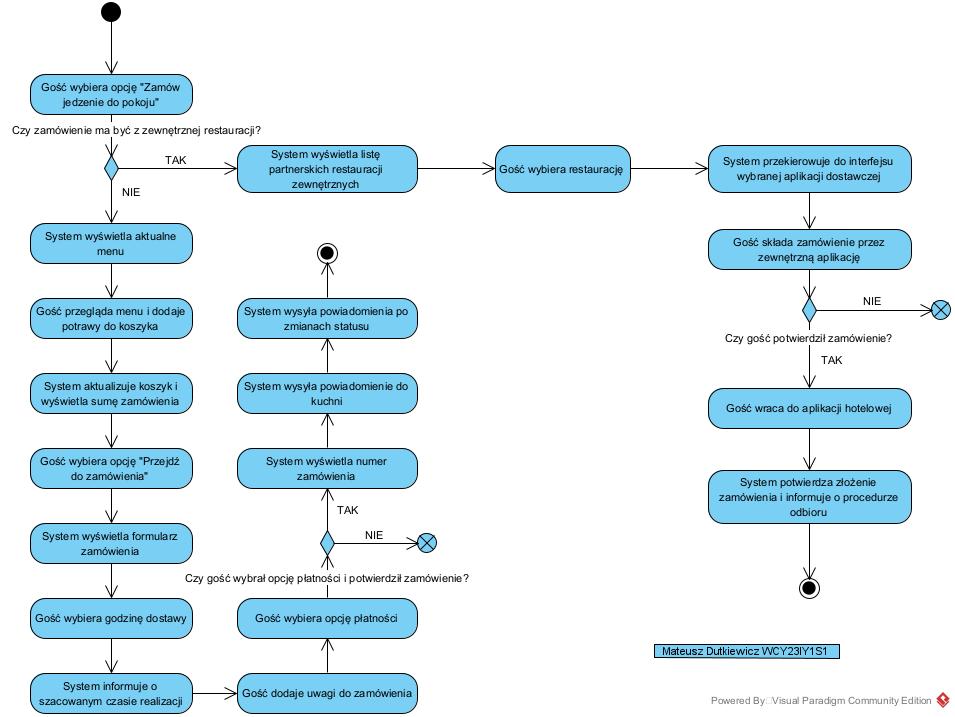 Gość wybiera opcję "Zamów
jedzenie do pokoju"
Czy zamówienie ma być z zewnętrznej restauracji?
TAK
NIE
System wyświetla listę
partnerskich restauracji
zewnętrznych
Gość wybiera restaurację
System przekierowuje do interfejsu
wybranej aplikacji dostawczej
Gość składa zamówienie przez
zewnętrzną aplikację
NIE
Czy gość potwierdził zamówienie?
TAK
Gość wraca do aplikacji hotelowej
System potwierdza złożenie
zamówienia i informuje o procedurze
odbioru
System wyświetla aktualne
menu
Gość przegląda menu i dodaje
potrawy do koszyka
System aktualizuje koszyk i
wyświetla sumę zamówienia
Gość wybiera opcję "Przejdź
do zamówienia"
System wyświetla formularz
zamówienia
Gość wybiera godzinę dostawy
System informuje o
szacowanym czasie realizacji
Gość dodaje uwagi do zamówienia
Gość wybiera opcję płatności
Czy gość wybrał opcję płatności i potwierdził zamówienie?
NIE
TAK
System wyświetla numer
zamówienia
System wysyła powiadomienie do
kuchni
System wysyła powiadomienia po
zmianach statusu
Mateusz Dutkiewicz WCY23IY1S1
Powered By Visual Paradigm Community Edition